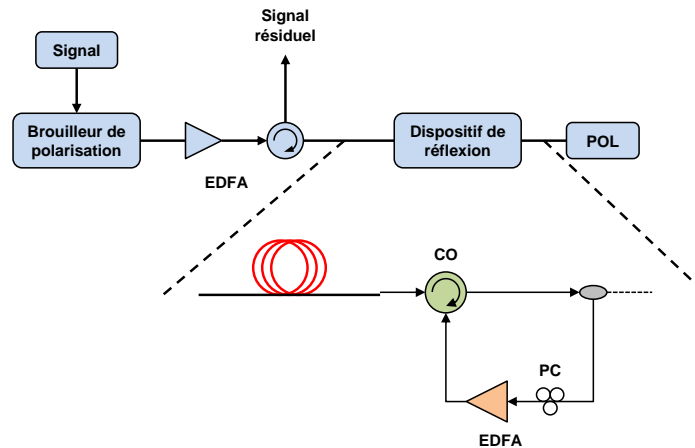 Signal
résiduel
Signal
Brouilleur de
polarisation
EDFA
Dispositif de
réflexion
POL
CO
PC
EDFA